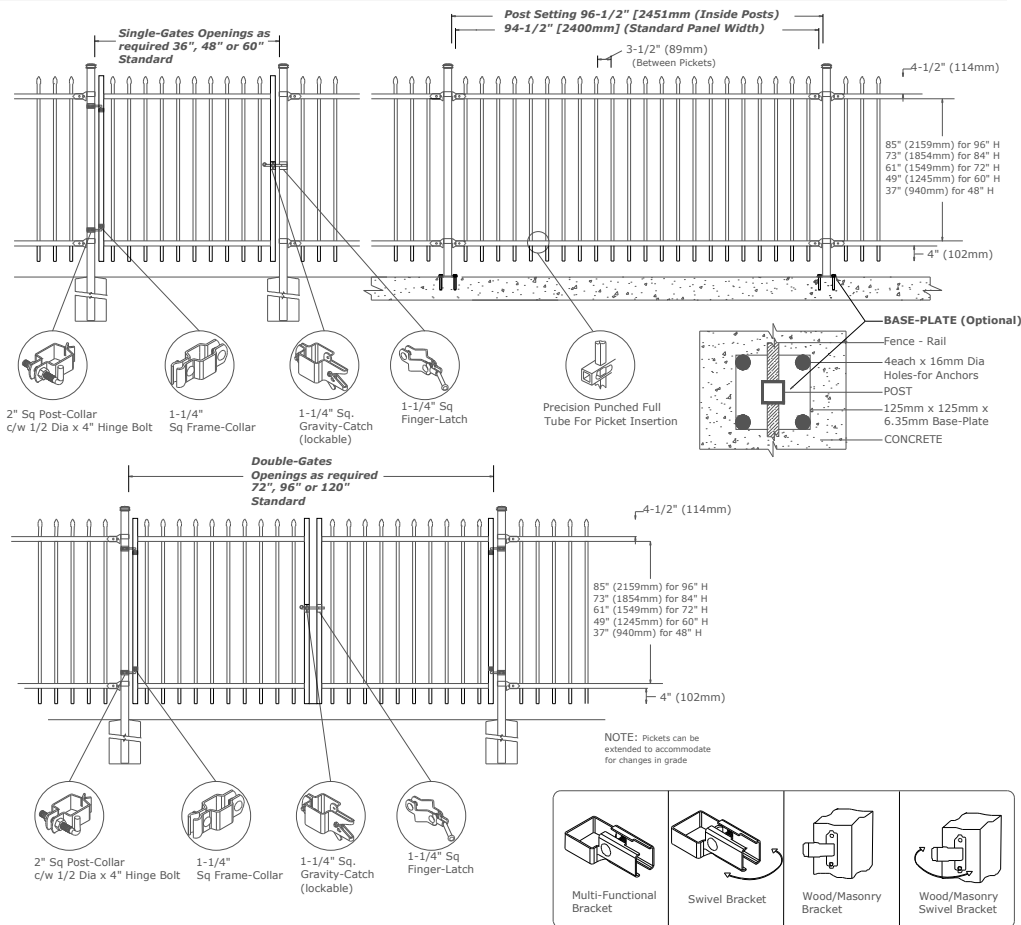 Post Setting 96-1/2" [2451mm (Inside Posts)
94-1/2" [2400mm] (Standard Panel Width)
Single-Gates Openings as
required 36", 48" or 60"
Standard
3-1/2" (89mm)
(Between Pickets)
4-1/2" (114mm)
85" (2159mm) for 96" H
73" (1854mm) for 84" H
61" (1549mm) for 72" H
49" (1245mm) for 60" H
37" (940mm) for 48" H
4" (102mm)
BASE-PLATE (Optional)
Fence - Rail
4each x 16mm Dia
Holes-for Anchors
POST
125mm x 125mm x
6.35mm Base-Plate
CONCRETE
2" Sq Post-Collar
c/w 1/2 Dia x 4" Hinge Bolt
1-1/4"
Sq Frame-Collar
1-1/4" Sq.
Gravity-Catch
(lockable)
1-1/4" Sq
Finger-Latch
Precision Punched Full
Tube For Picket Insertion
Double-Gates
Openings as required
72", 96" or 120"
Standard
4-1/2" (114mm)
85" (2159mm) for 96" H
73" (1854mm) for 84" H
61" (1549mm) for 72" H
49" (1245mm) for 60" H
37" (940mm) for 48" H
4" (102mm)
NOTE: Pickets can be
extended to accommodate
for changes in grade
2" Sq Post-Collar
c/w 1/2 Dia x 4" Hinge Bolt
1-1/4"
Sq Frame-Collar
1-1/4" Sq.
Gravity-Catch
(lockable)
1-1/4" Sq
Finger-Latch
Multi-Functional
Bracket
Swivel Bracket
Wood/Masonry
Bracket
Wood/Masonry
Swivel Bracket